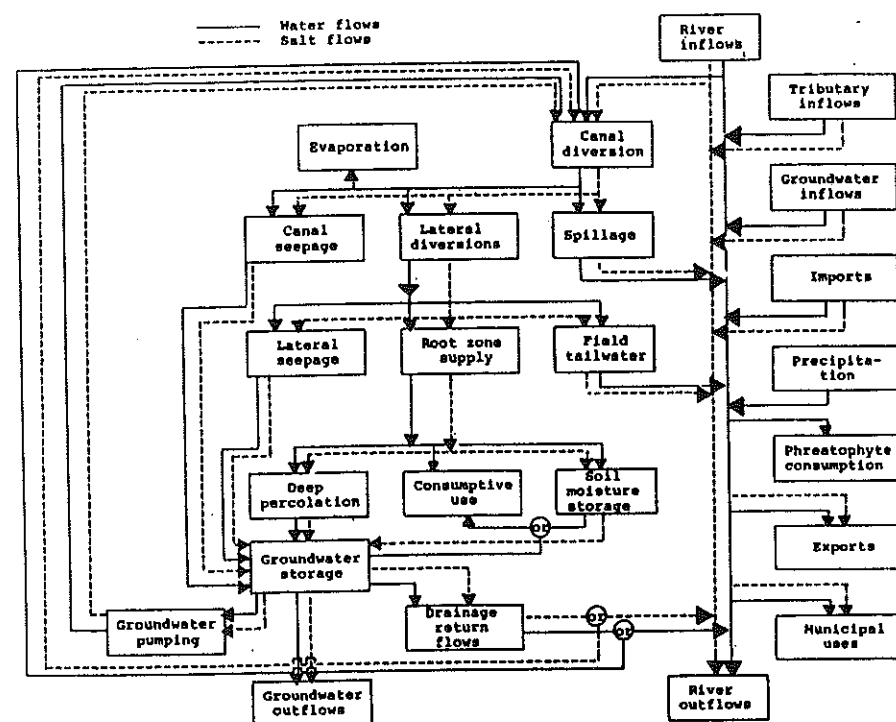 Water flows
Salt flows
River
inflows
Tributary
inflows
Evaporation
Canal
diversion
Groundwater
inflows
Canal
seepage
Lateral
diversions
Spillage
Imports
Lateral
seepage
Root zone
supply
Field
tailwater
Precipita-
tion
Phreatophyte
consumption
Deep
percolation
Consumptive
use
Soil
moisture
storage
or
Exports
Groundwater
storage
Groundwater
pumping
Drainage
return
flows
or
or
Municipal
uses
Groundwater
outflows
River
outflows